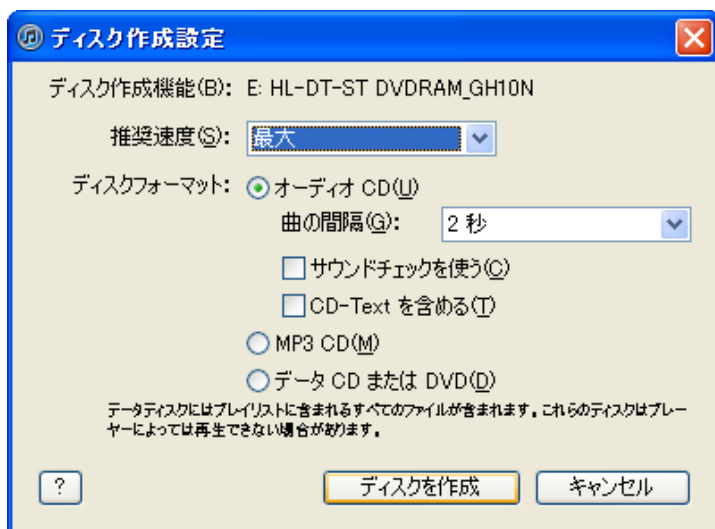 ディスク作成設定
ディスク作成機能(B): E: HL-DT-ST DVDRAM_GH10N
推奨速度(S): 最大
ディスクフォーマット: オーディオ CD(U)
曲の間隔(G): 2 秒
サウンドチェックを使う(C)
CD-Text を含める(T)
MP3 CD(M)
データ CD または DVD(D)
データディスクにはプレイリストに含まれるすべてのファイルが含まれます。これらのディスクはプレー
ヤーによっては再生できない場合があります。
? ディスクを作成 キャンセル